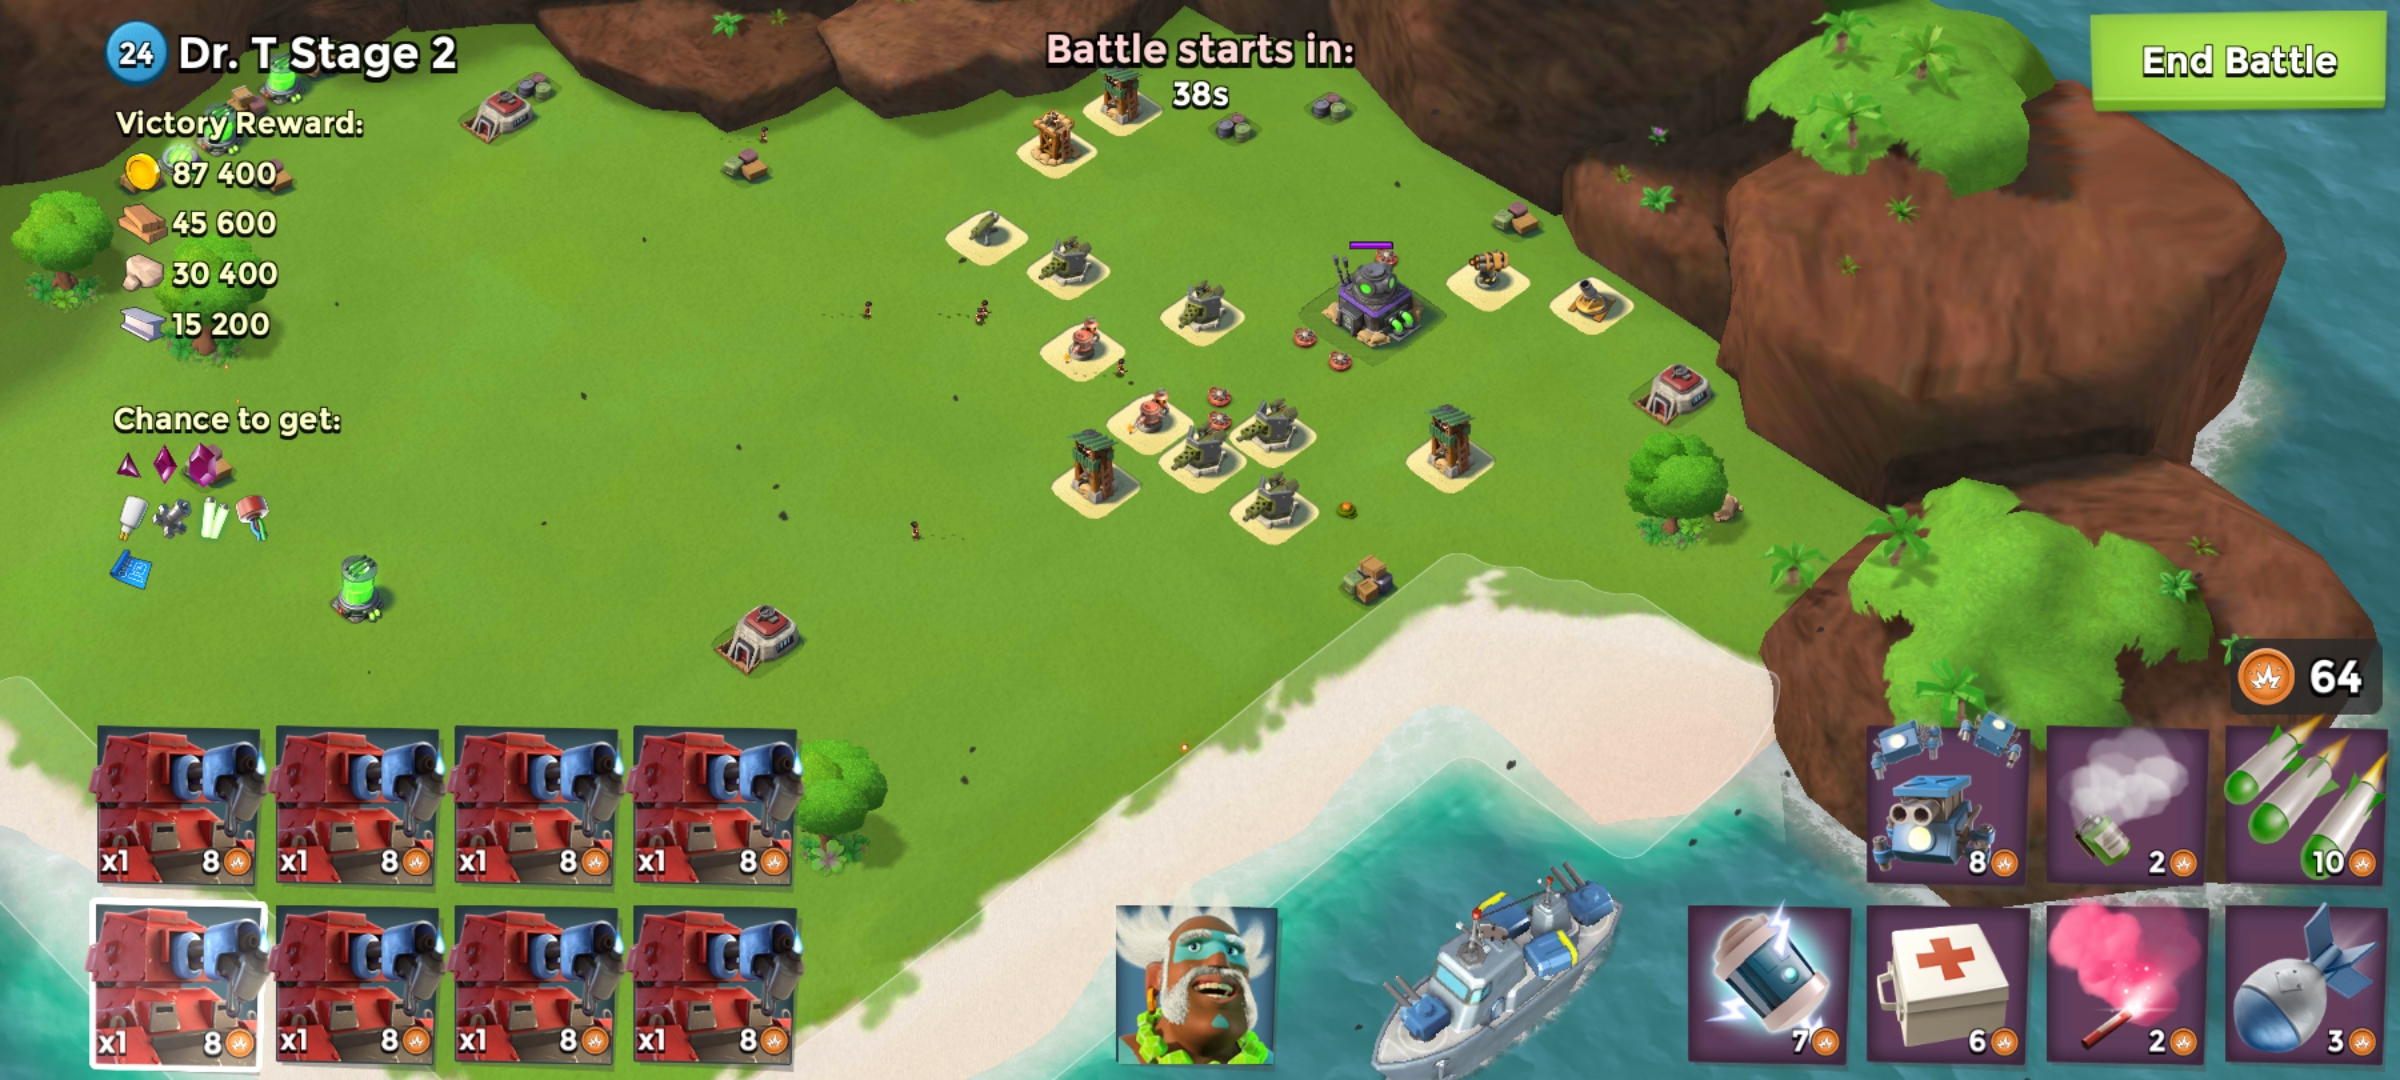 24 Dr. T Stage 2
Battle starts in:
38s
End Battle
Victory Reward:
87 400
45 600
30 400
15 200
Chance to get:
64
x1 8
x1 8
x1 8
x1 8
8
2
10
x1 8
x1 8
x1 8
x1 8
7
6
2
3